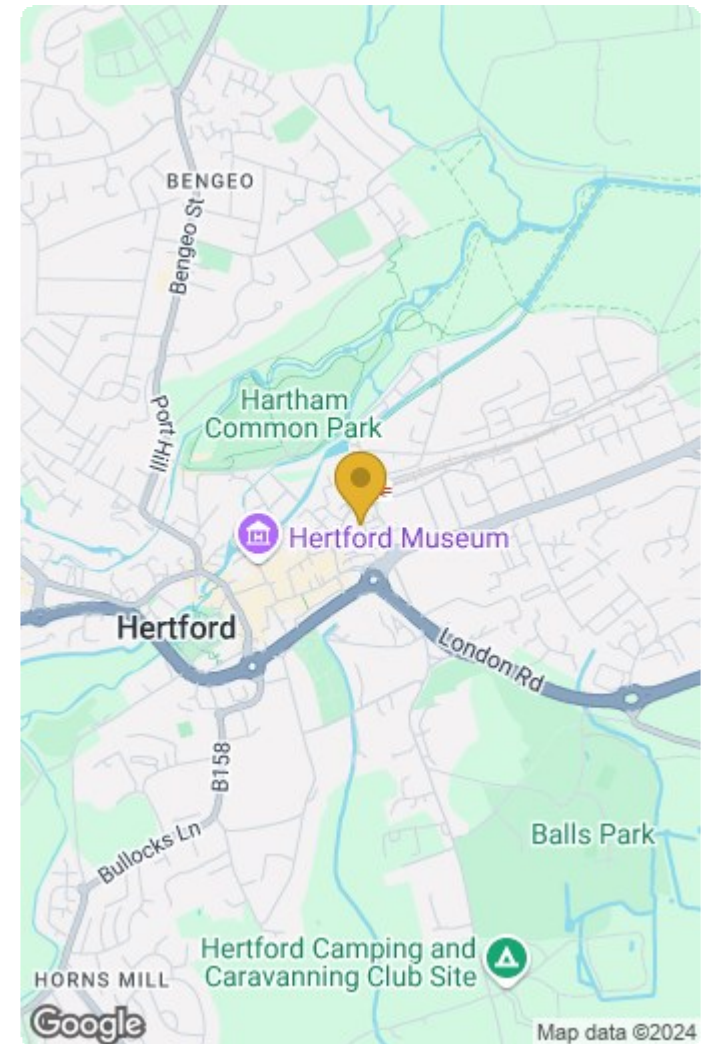 BENGEO
Bengeo St
Port Hill
Hartham
Common Park
Hertford Museum
Hertford
London Rd
B158
Bullocks Ln
Balls Park
Hertford Camping and
Caravanning Club Site
HORNS MILL
Google
Map data ©2024